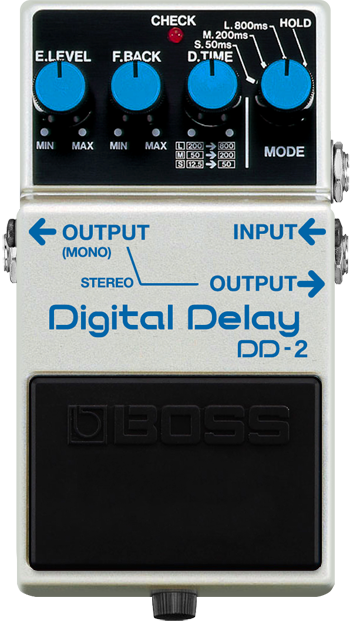 CHECK
HOLD
L. 800ms
M. 200ms
S. 50ms
E.LEVEL
F.BACK
D.TIME
MIN
MAX
MIN
MAX
L 200 → 800
M 50 → 200
S 12.5 → 50
MODE
← OUTPUT
(MONO)
INPUT ←
STEREO
OUTPUT →
Digital Delay
DD-2
BOSS